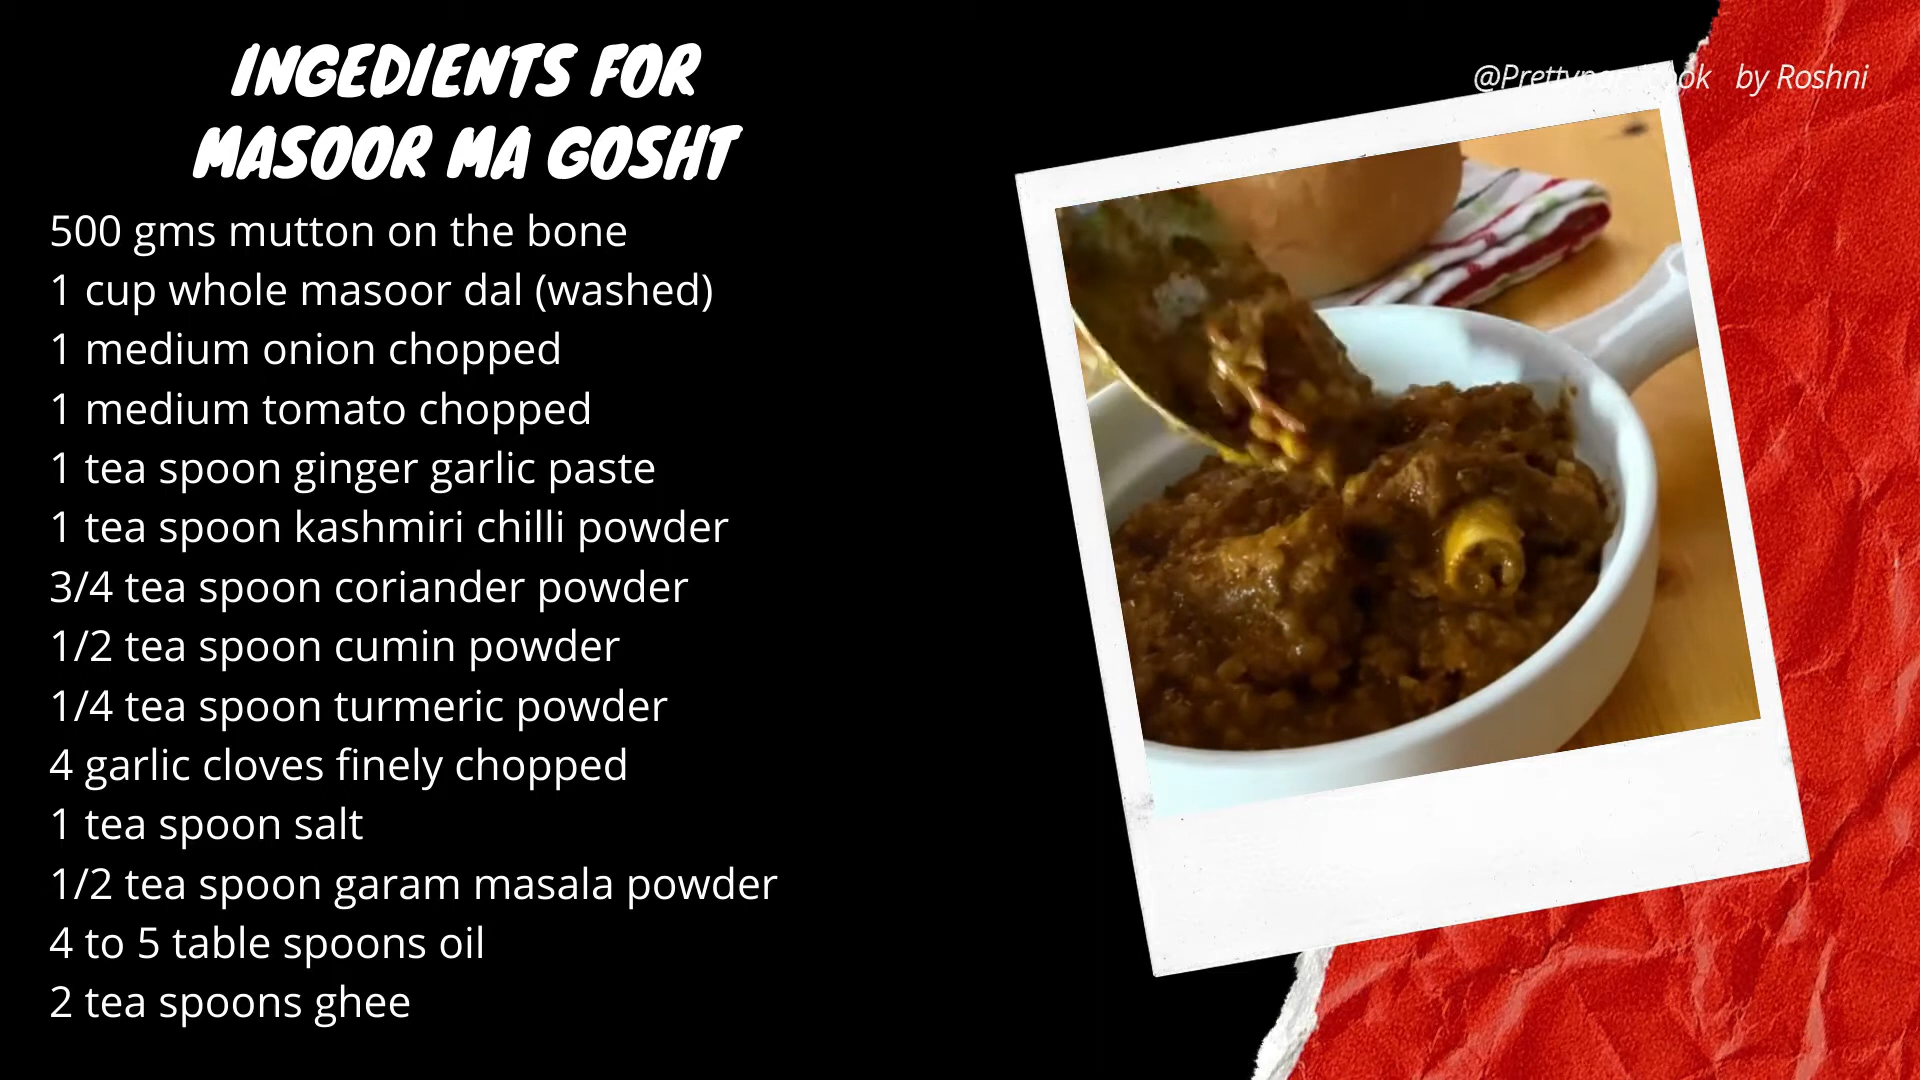 INGEDIENTS FOR
MASOOR MA GOSHT
500 gms mutton on the bone
1 cup whole masoor dal (washed)
1 medium onion chopped
1 medium tomato chopped
1 tea spoon ginger garlic paste
1 tea spoon kashmiri chilli powder
3/4 tea spoon coriander powder
1/2 tea spoon cumin powder
1/4 tea spoon turmeric powder
4 garlic cloves finely chopped
1 tea spoon salt
1/2 tea spoon garam masala powder
4 to 5 table spoons oil
2 tea spoons ghee
by Roshni